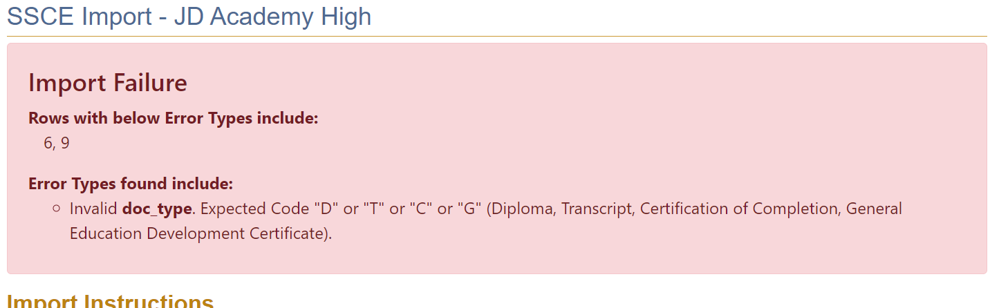 SSCE Import - JD Academy High
Import Failure
Rows with below Error Types include:
6, 9
Error Types found include:
Invalid doc_type. Expected Code "D" or "T" or "C" or "G" (Diploma, Transcript, Certification of Completion, General
Education Development Certificate).
Import Instructions